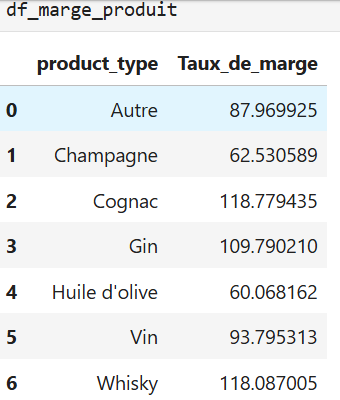 df_marge_produit
product_type Taux_de_marge
0 Autre 87.969925
1 Champagne 62.530589
2 Cognac 118.779435
3 Gin 109.790210
4 Huile d'olive 60.068162
5 Vin 93.795313
6 Whisky 118.087005